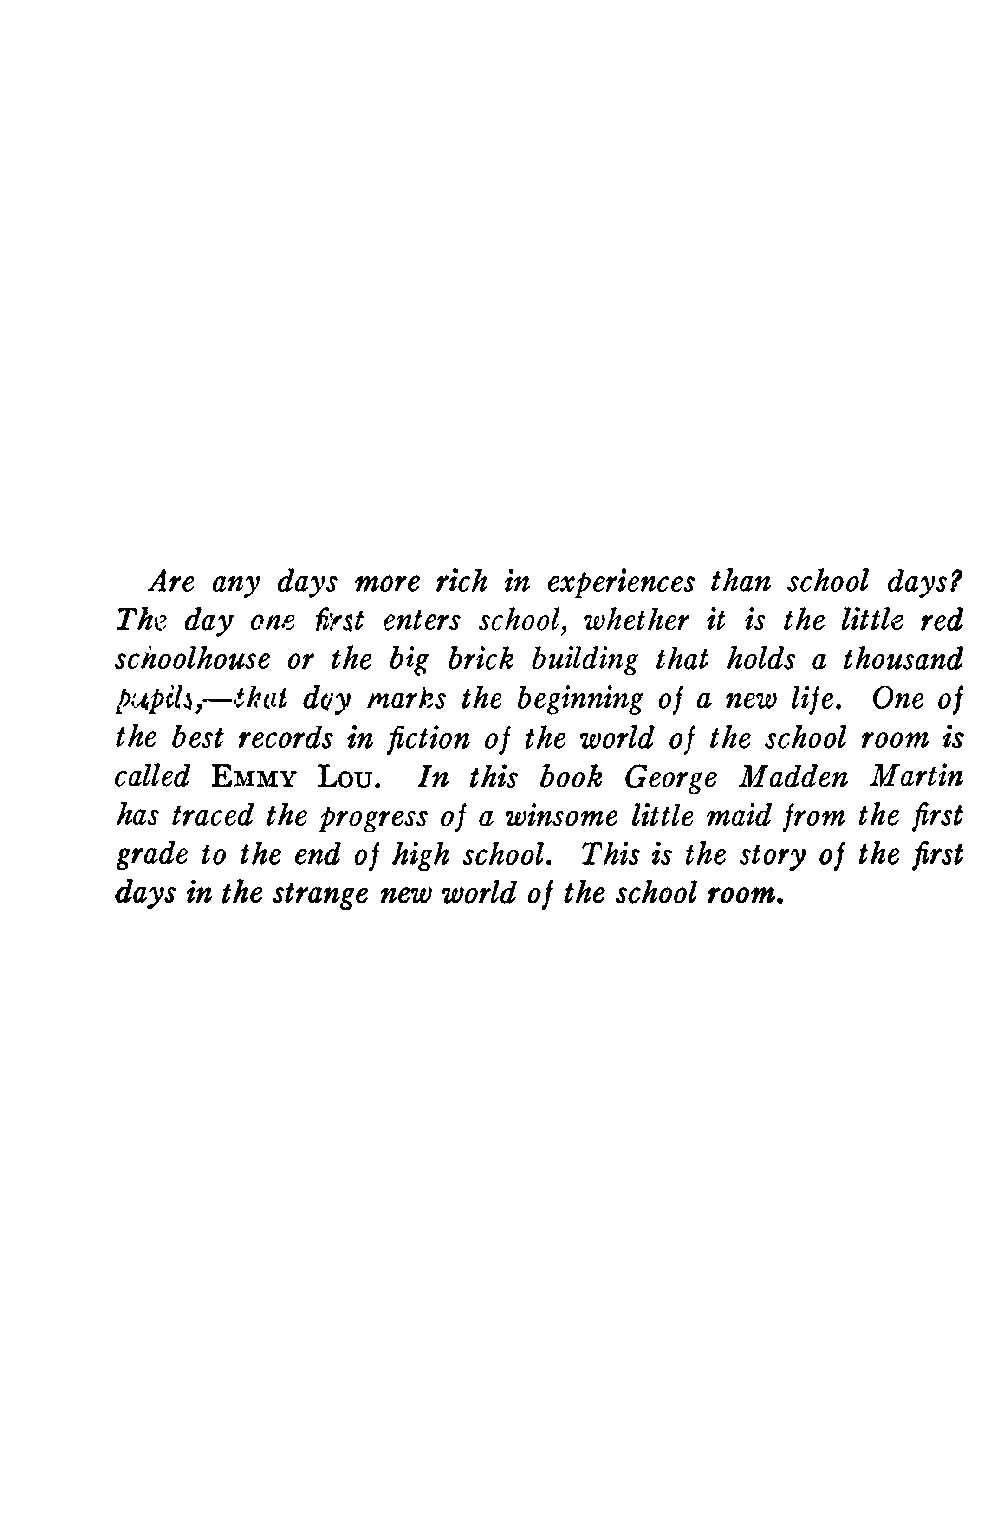 Are any days more rich in experiences than school days?
The day one first enters school, whether it is the little red
schoolhouse or the big brick building that holds a thousand
pupils,—that day marks the beginning of a new life. One of
the best records in fiction of the world of the school room is
called EMMY LOU. In this book George Madden Martin
has traced the progress of a winsome little maid from the first
grade to the end of high school. This is the story of the first
days in the strange new world of the school room.